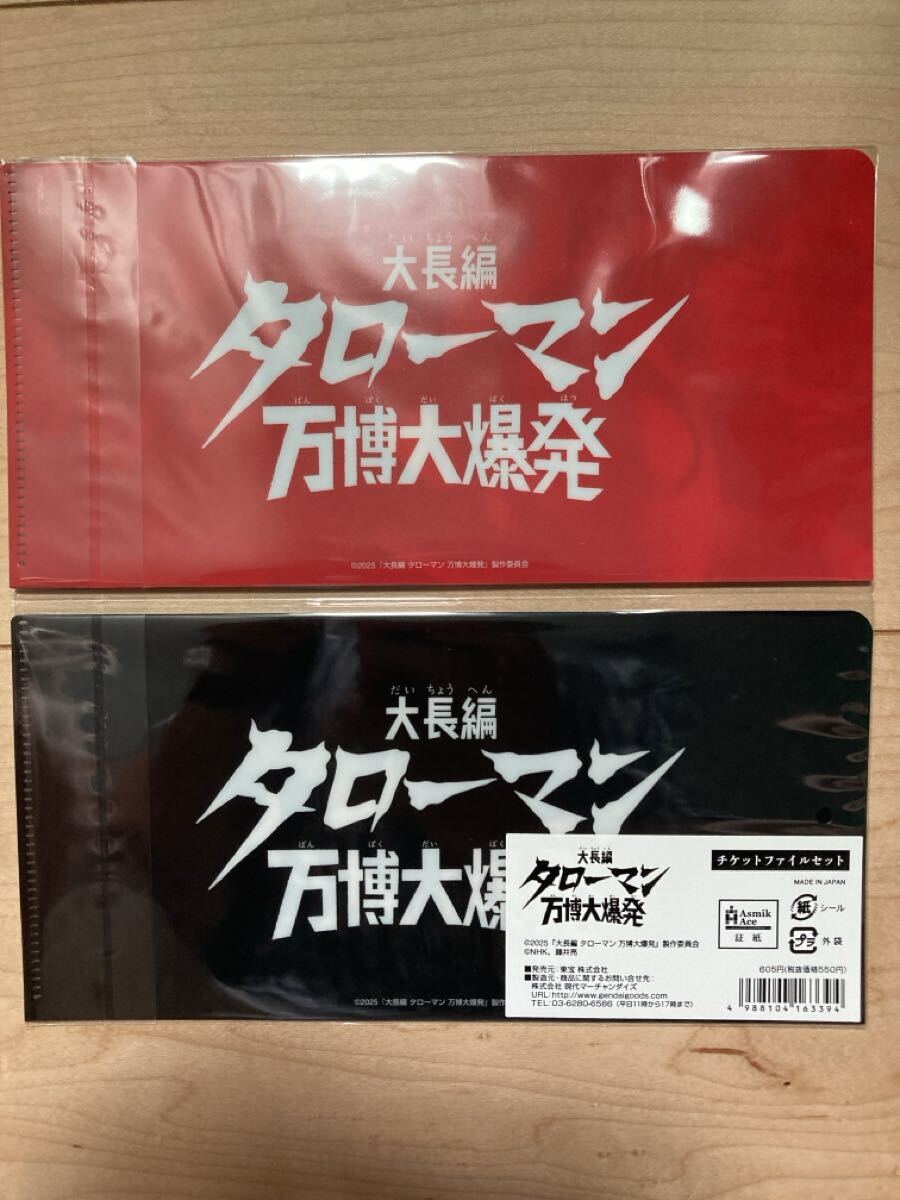 だい ちょう へん
大長編
タローマン
ばん ぱく だい ばく はつ
万博大爆発
©2025「大長編 タローマン 万博大爆発」製作委員会
だい ちょう へん
大長編
タローマン
ばん ぱく だい ばく
万博大爆
©2025「大長編 タローマン 万博大爆発」製作
大長編
タローマン
万博大爆発
チケットファイルセット
MADE IN JAPAN
Asmik
Ace
証紙
紙 シール
プラ 外袋
©2025「大長編 タローマン 万博大爆発」製作委員会
©NHK、藤井亮
605円(税抜価格550円)
■発売元:東宝 株式会社
■製造元・商品に関するお問い合せ先:
株式会社 現代マーチャンダイズ
URL:http://www.gendaigoods.com
TEL:03-6280-6586 (平日11時から17時まで)
4 988104 163394